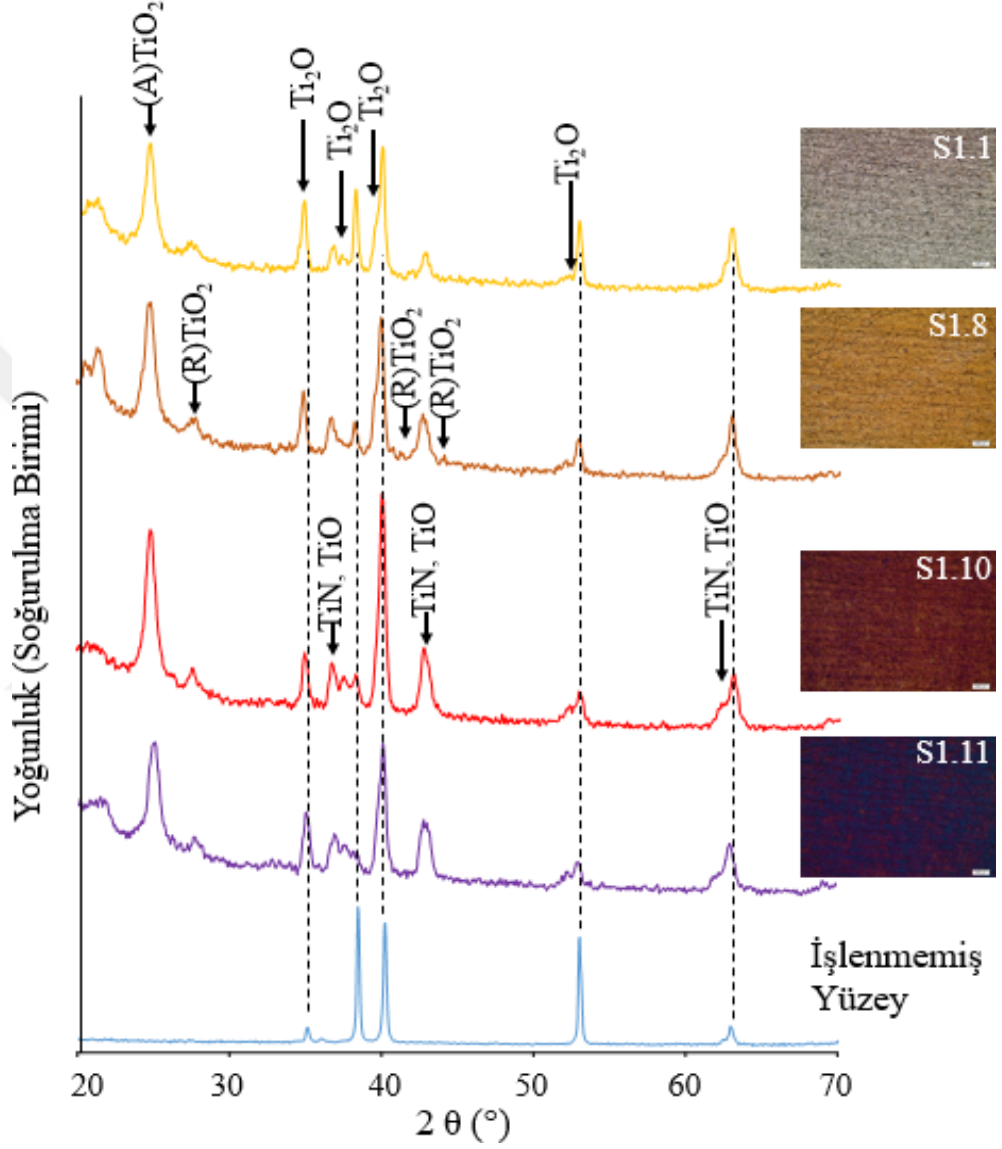 (A)TiO₂
Ti₂O
Ti₂O
Ti₂O
Ti₂O
S1.1
(R)TiO₂
(R)TiO₂
(R)TiO₂
S1.8
TiN, TiO
TiN, TiO
TiN, TiO
S1.10
S1.11
İşlenmemiş
Yüzey
Yoğunluk (Soğurulma Birimi)
20 30 40 50 60 70
2 θ (°)